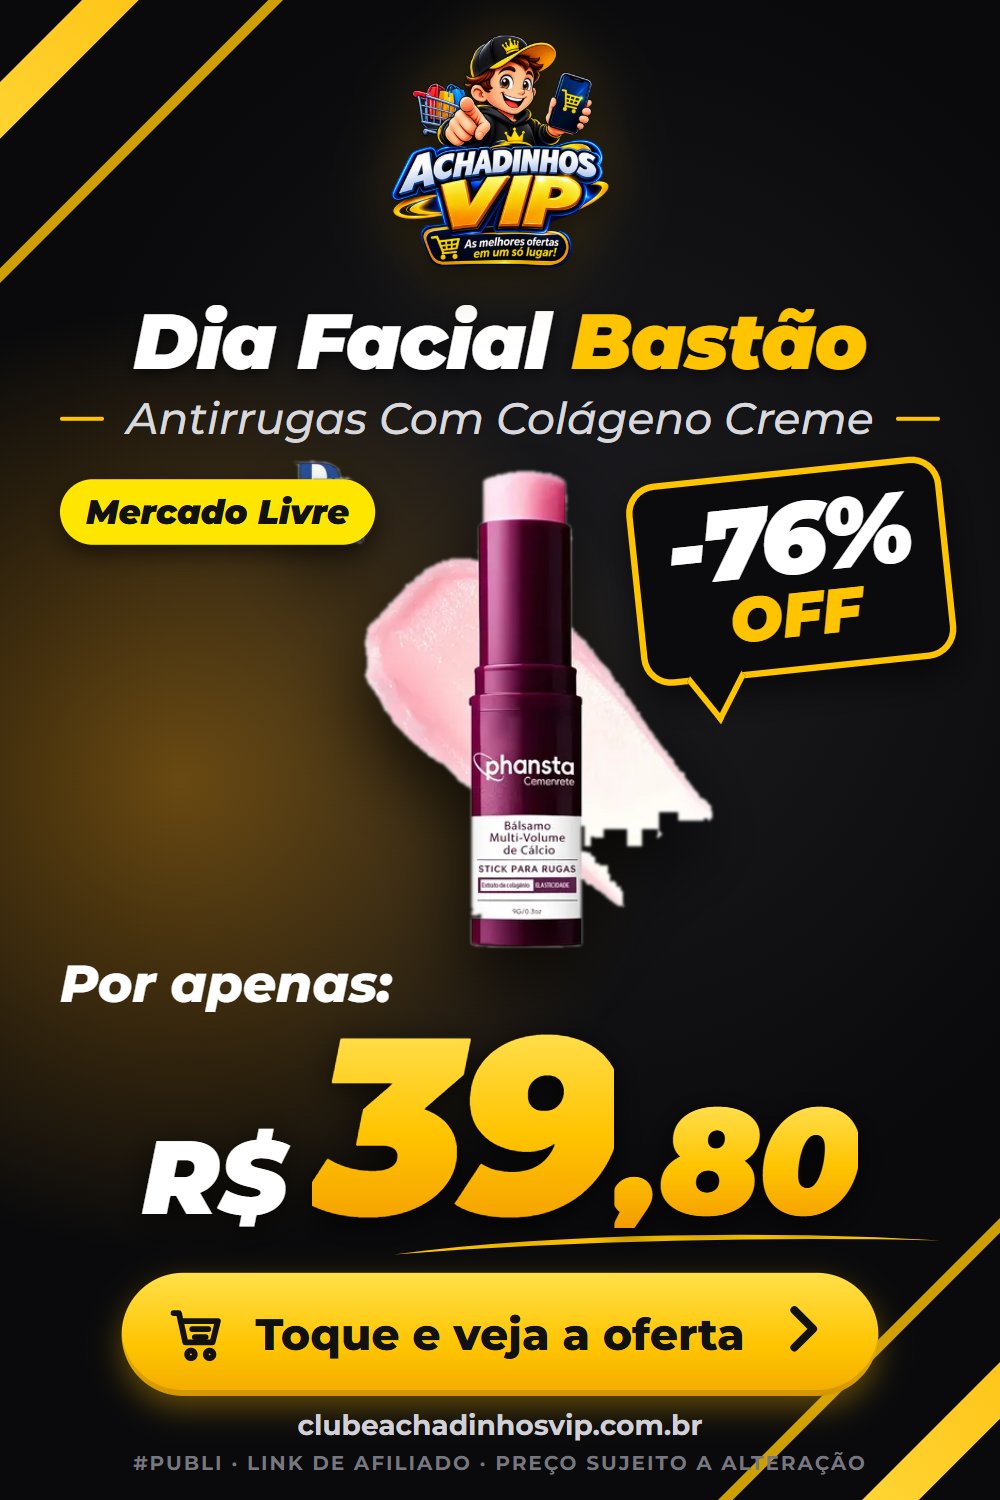 ACHADINHOS
VIP
As melhores ofertas
em um só lugar!
Dia Facial Bastão
Antirrugas Com Colágeno Creme
Mercado Livre
-76%
OFF
phansta
Cemenrete
Bálsamo
Multi-Volume
de Cálcio
STICK PARA RUGAS
Extrato de colagénio ELASTICIDADE
9G/0.3oz
Por apenas:
R$ 39,80
Toque e veja a oferta
clubeachadinhosvip.com.br
#PUBLI · LINK DE AFILIADO · PREÇO SUJEITO A ALTERAÇÃO